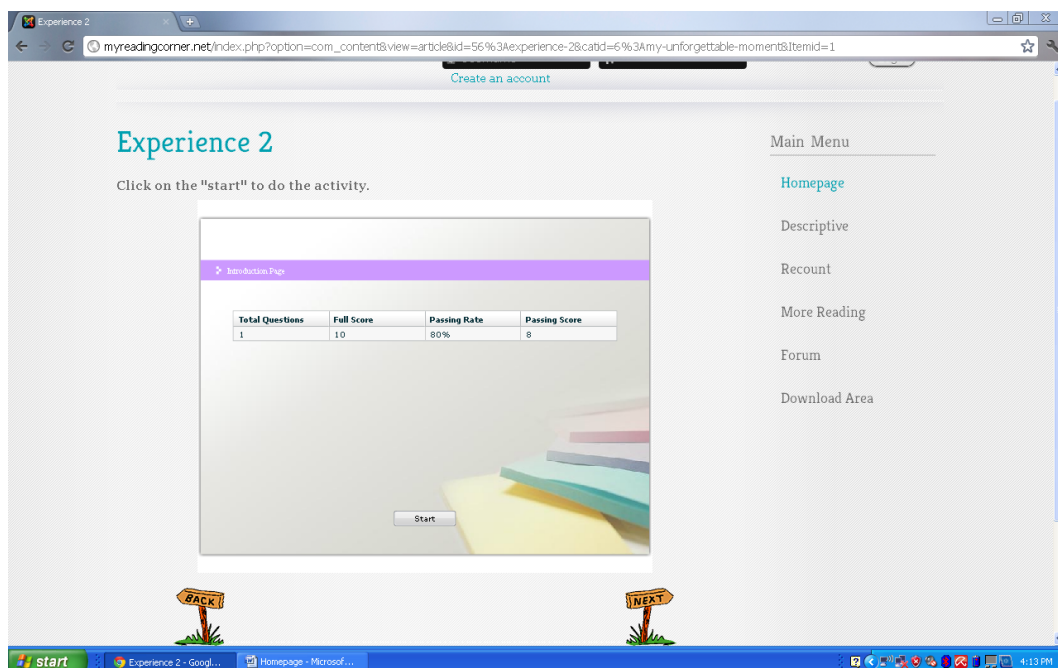 Experience 2
myreadingcorner.net/index.php?option=com_content&view=article&id=56%3Aexperience-2&catid=6%3Amy-unforgettable-moment&Itemid=1
Create an account
Experience 2
Main Menu
Click on the "start" to do the activity.
Homepage
Descriptive
Recount
More Reading
Forum
Download Area
Introduction Page
Total Questions Full Score Passing Rate Passing Score
1 10 80% 8
Start
BACK NEXT
start Experience 2 - Googl... Homepage - Microsof... 4:13 PM